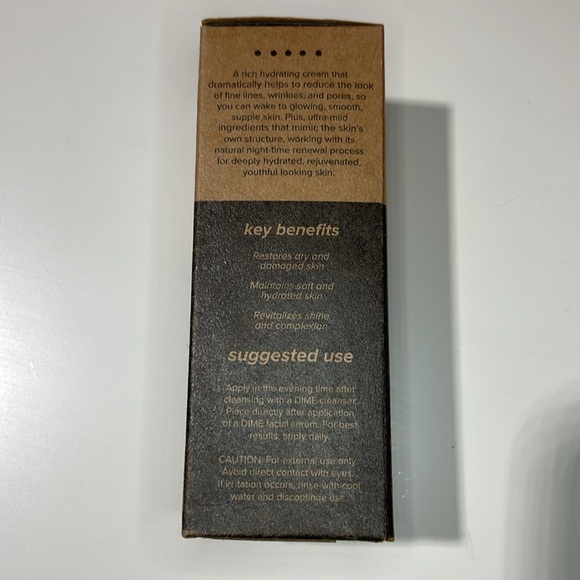 A rich hydrating cream that
dramatically helps to reduce the look
of fine lines, wrinkles, and pores, so
you can wake to glowing, smooth,
supple skin. Plus, ultra-mild
ingredients that mimic the skin's
own structure, working with its
natural night-time renewal process
for deeply hydrated, rejuvenated,
youthful looking skin.
key benefits
Restores dry and
damaged skin
Maintains soft and
hydrated skin
Revitalizes shine
and complexion
suggested use
Apply in the evening time after
cleansing with a DIME cleanser.
Place directly after application
of a DIME facial serum. For best
results, apply daily.
CAUTION: For external use only.
Avoid direct contact with eyes.
If irritation occurs, rinse with cool
water and discontinue use.